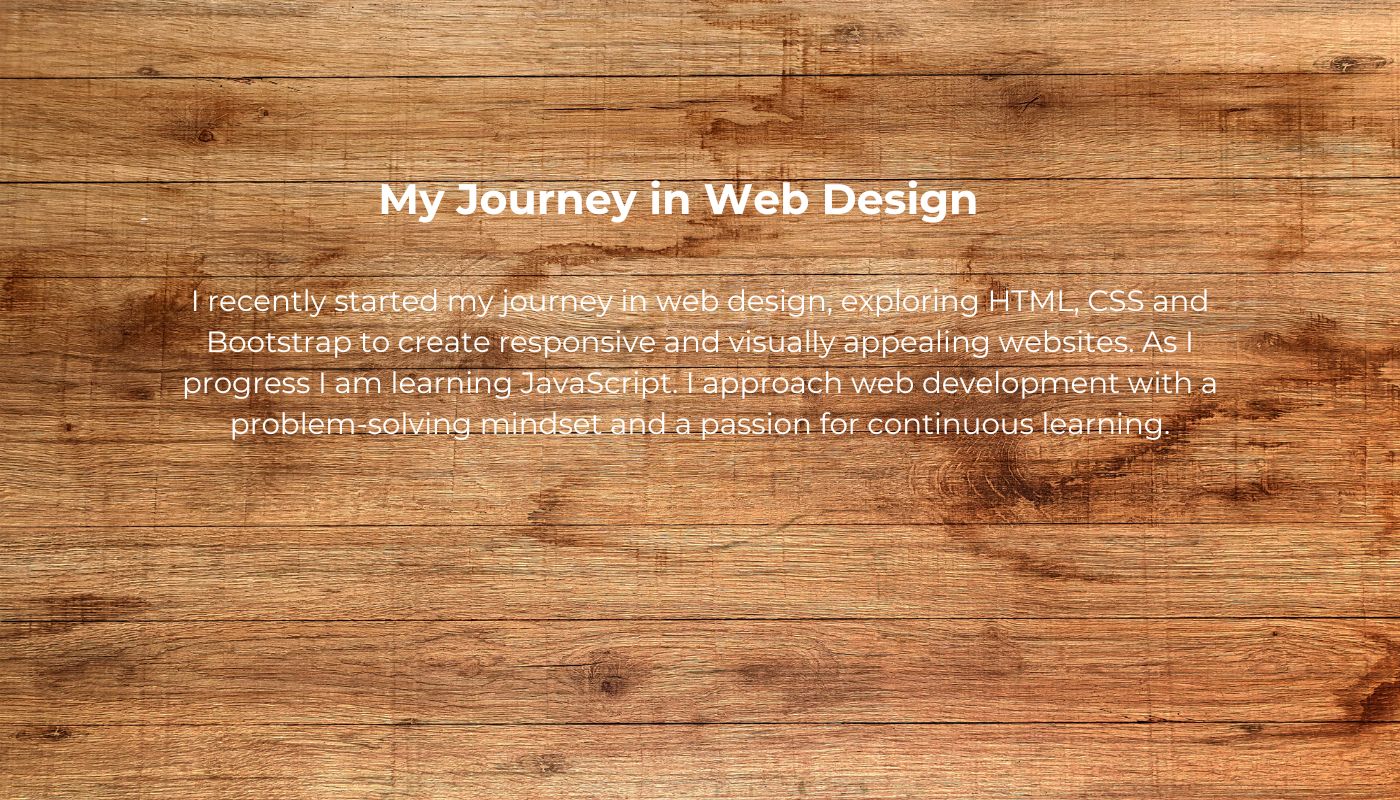 My Journey in Web Design
I recently started my journey in web design, exploring HTML, CSS and
Bootstrap to create responsive and visually appealing websites. As I
progress I am learning JavaScript. I approach web development with a
problem-solving mindset and a passion for continuous learning.